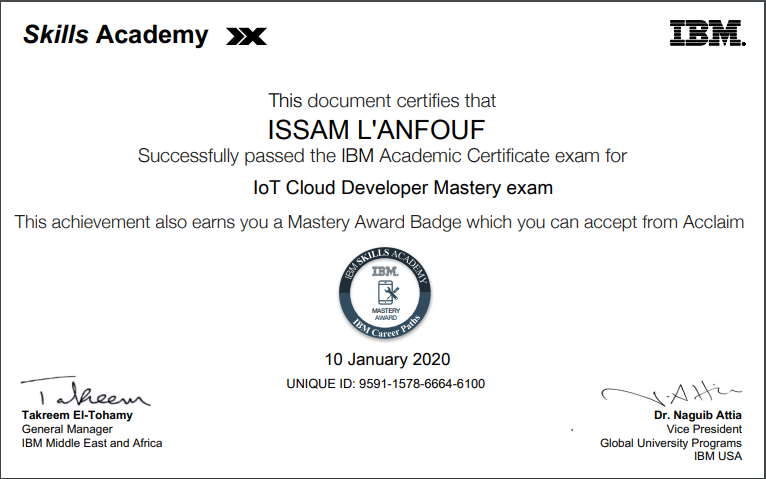 Skills Academy
IBM.
This document certifies that
ISSAM L'ANFOUF
Successfully passed the IBM Academic Certificate exam for
IoT Cloud Developer Mastery exam
This achievement also earns you a Mastery Award Badge which you can accept from Acclaim
IBM SKILLS ACADEMY
IBM.
MASTERY
AWARD
IBM Career Paths
10 January 2020
UNIQUE ID: 9591-1578-6664-6100
Takreem
Takreem El-Tohamy
General Manager
IBM Middle East and Africa
N. Attia
Dr. Naguib Attia
Vice President
Global University Programs
IBM USA